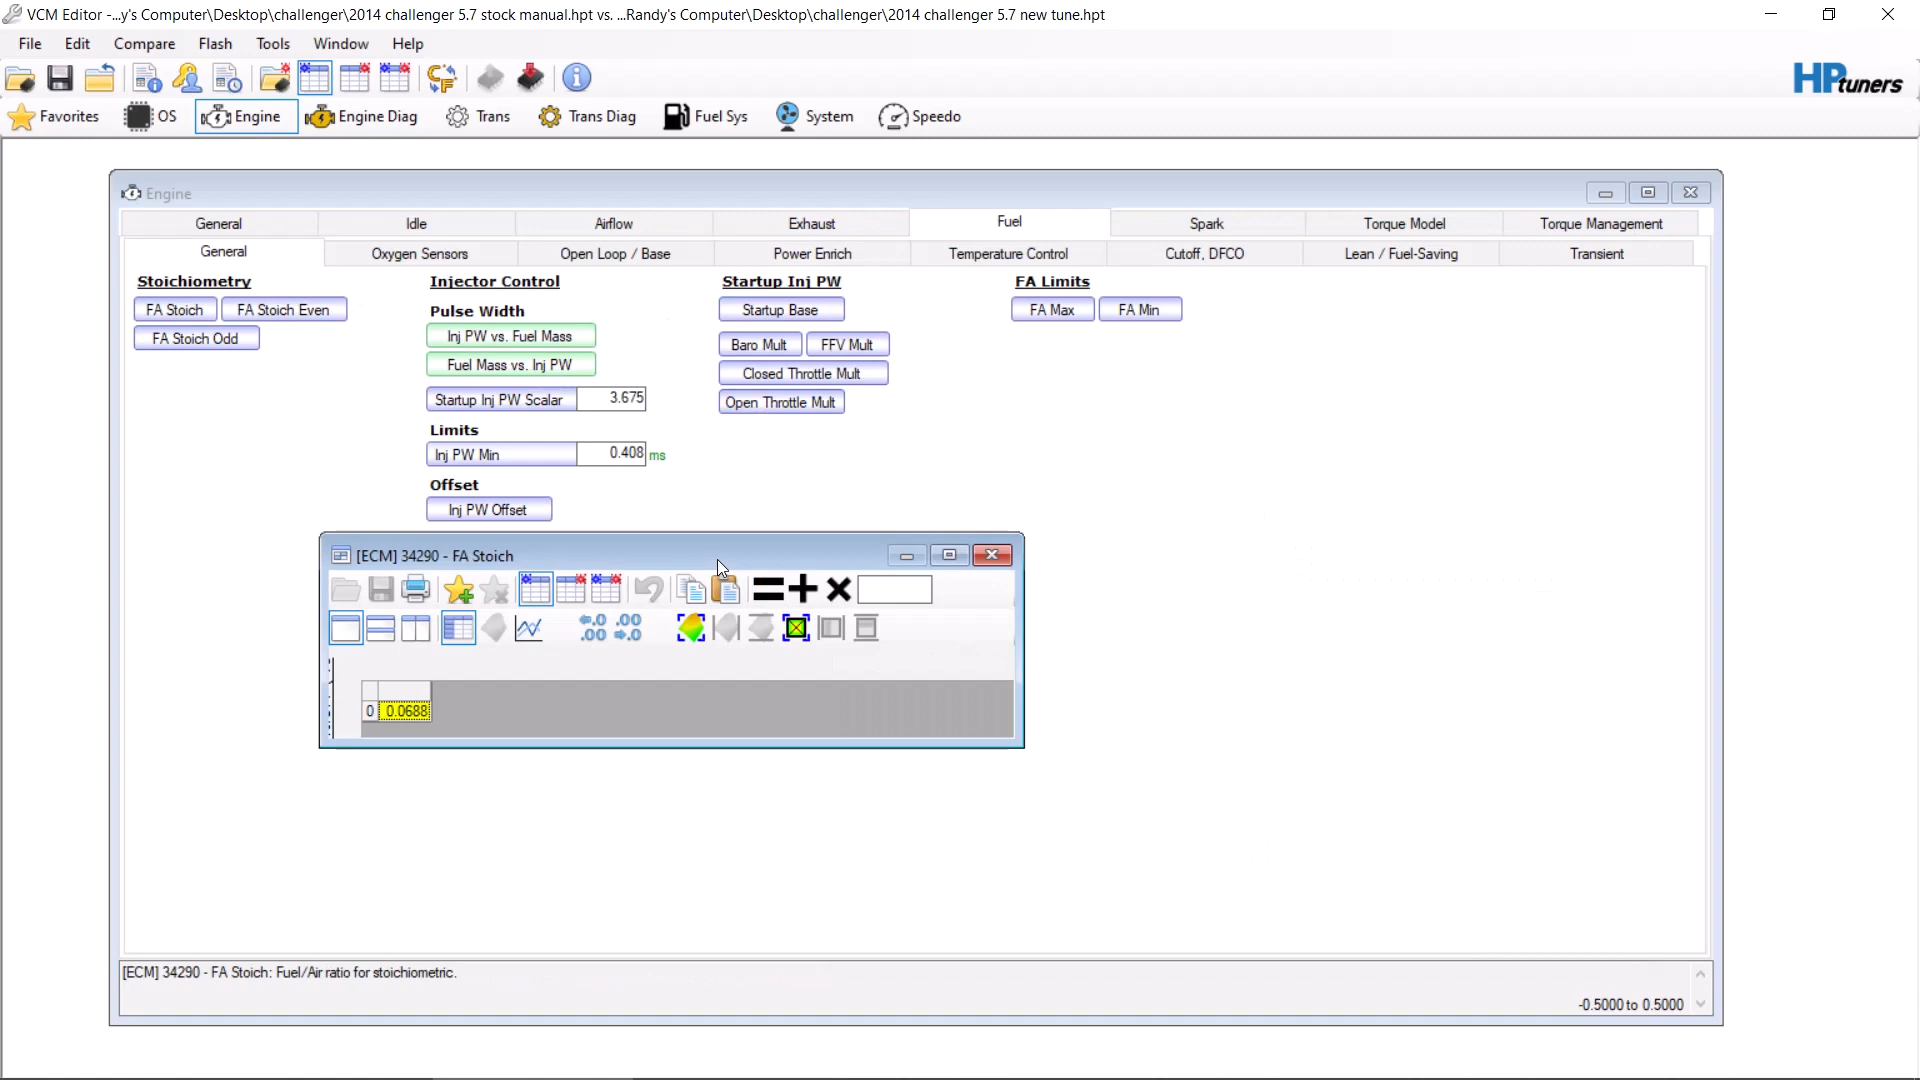 VCM Editor -...y's Computer\Desktop\challenger\2014 challenger 5.7 stock manual.hpt vs. ...Randy's Computer\Desktop\challenger\2014 challenger 5.7 new tune.hpt
File Edit Compare Flash Tools Window Help
HPtuners
Favorites OS Engine Engine Diag Trans Trans Diag Fuel Sys System Speedo
Engine
General Idle Airflow Exhaust Fuel Spark Torque Model Torque Management
General Oxygen Sensors Open Loop / Base Power Enrich Temperature Control Cutoff, DFCO Lean / Fuel-Saving Transient
Stoichiometry Injector Control Startup Inj PW FA Limits
FA Stoich FA Stoich Even Pulse Width Startup Base FA Max FA Min
FA Stoich Odd Inj PW vs. Fuel Mass Baro Mult FFV Mult
Fuel Mass vs. Inj PW Closed Throttle Mult
Startup Inj PW Scalar 3.675 Open Throttle Mult
Limits
Inj PW Min 0.408 ms
Offset
Inj PW Offset
[ECM] 34290 - FA Stoich
0 0.0688
[ECM] 34290 - FA Stoich: Fuel/Air ratio for stoichiometric.
-0.5000 to 0.5000